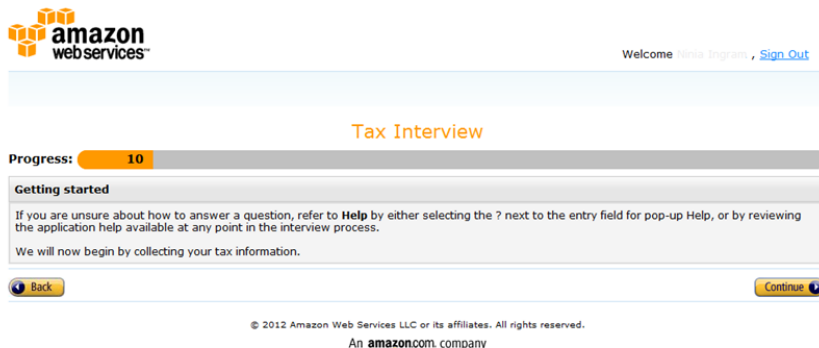 amazon
webservices™
Welcome Ninia Ingram , Sign Out
Tax Interview
Progress: 10
Getting started
If you are unsure about how to answer a question, refer to Help by either selecting the ? next to the entry field for pop-up Help, or by reviewing
the application help available at any point in the interview process.
We will now begin by collecting your tax information.
Back
Continue
© 2012 Amazon Web Services LLC or its affiliates. All rights reserved.
An amazon.com. company